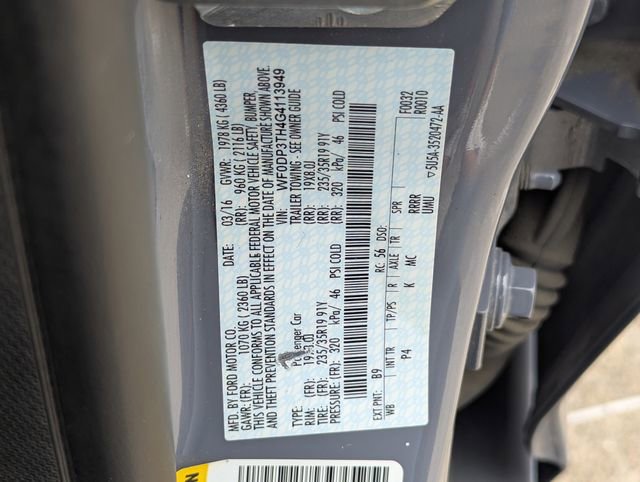 MFD. BY FORD MOTOR CO.
DATE: 03/16 GVWR: 1978 KG ( 4360 LB)
GAWR: (FR): 1070 KG ( 2360 LB) (RR): 960 KG ( 2116 LB)
THIS VEHICLE CONFORMS TO ALL APPLICABLE FEDERAL MOTOR VEHICLE SAFETY, BUMPER,
AND THEFT PREVENTION STANDARDS IN EFFECT ON THE DATE OF MANUFACTURE SHOWN ABOVE.
VIN: WF0DP3TH4G4113949
TYPE: Passenger Car TRAILER TOWING - SEE OWNER GUIDE
RIM: (FR) 19X8.0J (RR): 19X8.0J
TIRE: (FR) 235/35R19 91Y (RR): 235/35R19 91Y
PRESSURE: (FR): 320 kPa/ 46 PSI COLD (RR): 320 kPa/ 46 PSI COLD
EXT PNT: B9 RC: 56 DSO: F0032
WB INT TR TP/PS R AXLE TR SPR R0010
P4 K MC RRRR
UMU ▽SU5A-3520472-AA